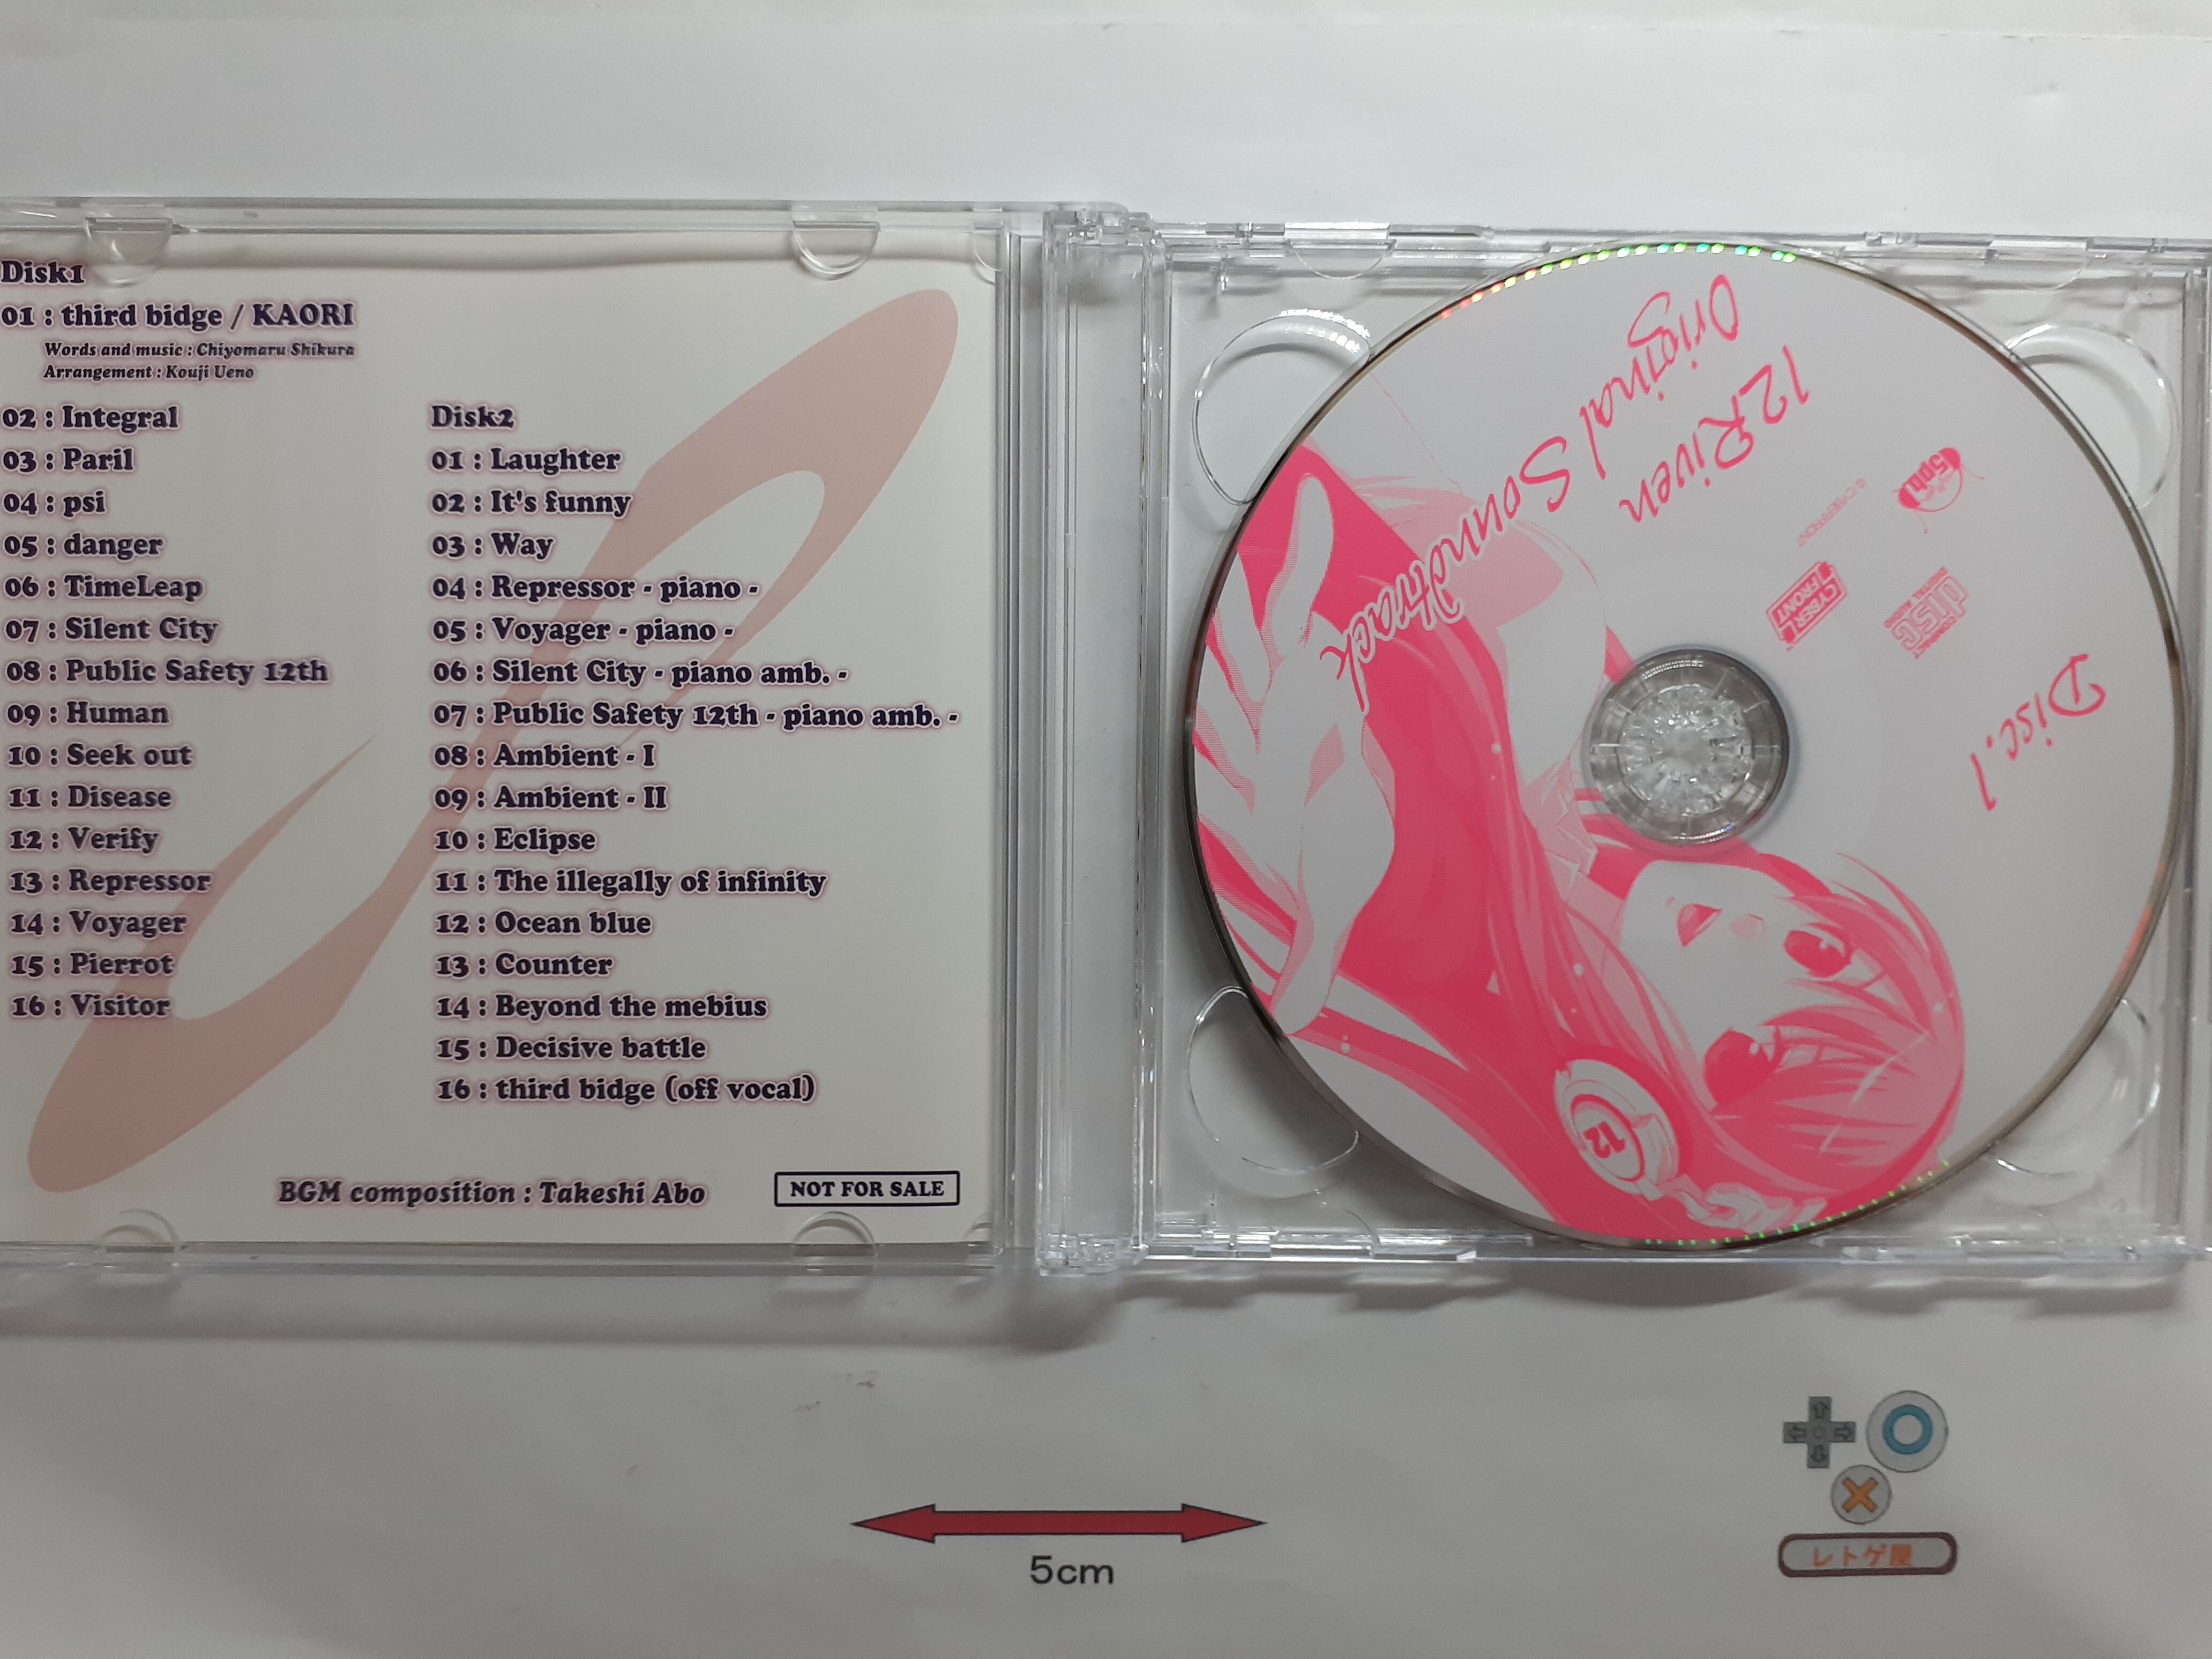 Disk1
01 : third bidge / KAORI
Words and music : Chiyomaru Shikura
Arrangement : Kouji Ueno
02 : Integral
03 : Paril
04 : psi
05 : danger
06 : TimeLeap
07 : Silent City
08 : Public Safety 12th
09 : Human
10 : Seek out
11 : Disease
12 : Verify
13 : Repressor
14 : Voyager
15 : Pierrot
16 : Visitor
Disk2
01 : Laughter
02 : It's funny
03 : Way
04 : Repressor - piano -
05 : Voyager - piano -
06 : Silent City - piano amb. -
07 : Public Safety 12th - piano amb. -
08 : Ambient - I
09 : Ambient - II
10 : Eclipse
11 : The illegally of infinity
12 : Ocean blue
13 : Counter
14 : Beyond the mebius
15 : Decisive battle
16 : third bidge (off vocal)
BGM composition : Takeshi Abo
NOT FOR SALE
12Riven
Original Soundtrack
5pb.
© CYBERFRONT
CYBER
FRONT
COMPACT
disc
DIGITAL AUDIO
Disc.1
12
5cm
レトゲ屋